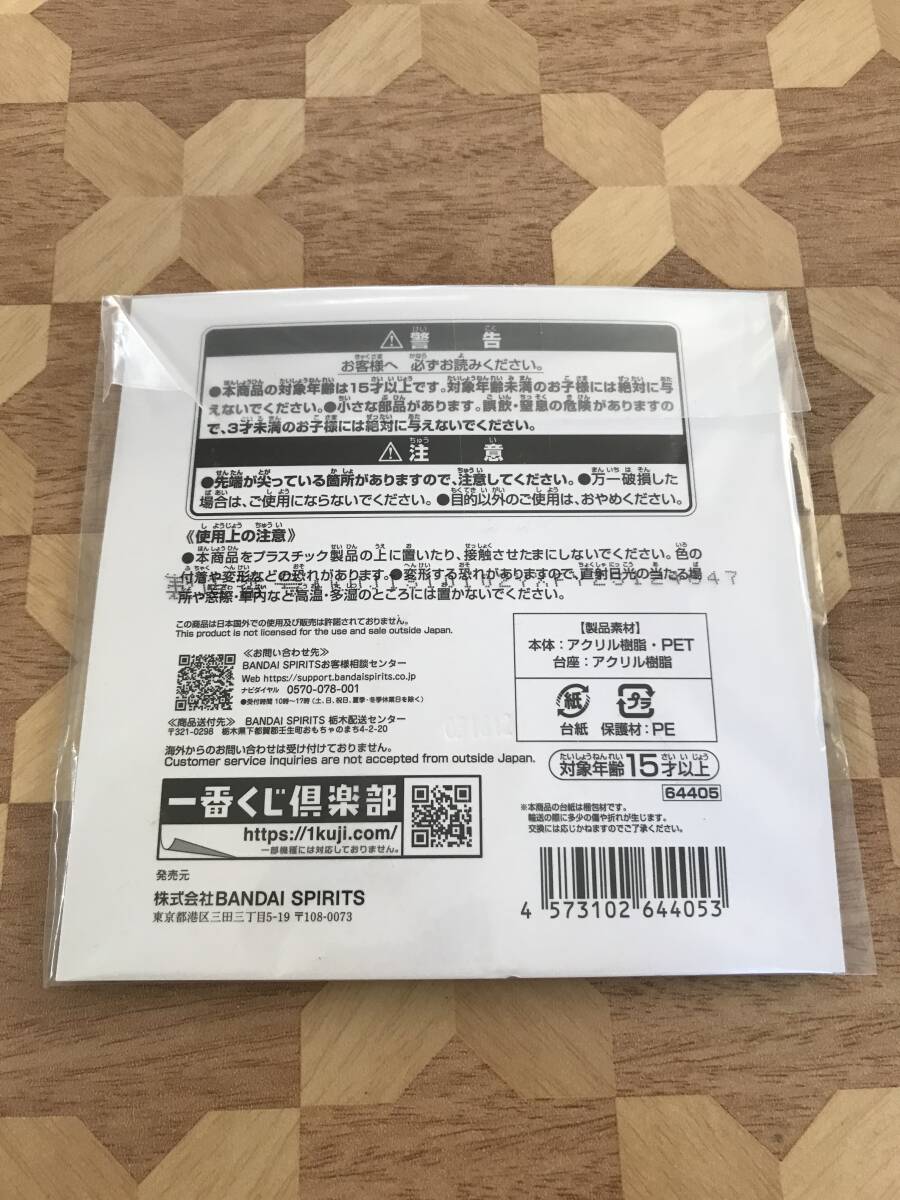 ⚠警告
お客様へ 必ずお読みください。
●本商品の対象年齢は15才以上です。対象年齢未満のお子様には絶対に与
えないでください。●小さな部品があります。誤飲・窒息の危険がありますの
で、3才未満のお子様には絶対に与えないでください。
⚠注意
●先端が尖っている箇所がありますので、注意してください。●万一破損した
場合は、ご使用にならないでください。●目的以外のご使用は、おやめください。
《使用上の注意》
●本商品をプラスチック製品の上に置いたり、接触させたままにしないでください。色の
付着や変形などの恐れがあります。●変形する恐れがありますので、直射日光の当たる場
所や窓際・車内など高温・多湿のところには置かないでください。
この商品は日本国外での使用及び販売は許諾されておりません。
This product is not licensed for the use and sale outside Japan.
≪お問い合わせ先≫
BANDAI SPIRITSお客様相談センター
Web https://support.bandaispirits.co.jp
ナビダイヤル 0570-078-001
●受付時間 10時〜17時(土、日、祝日、夏季・冬季休業日を除く)
≪商品送付先≫ BANDAI SPIRITS 栃木配送センター
〒321-0298 栃木県下都賀郡壬生町おもちゃのまち4-2-20
海外からのお問い合わせは受け付けておりません。
Customer service inquiries are not accepted from outside Japan.
一番くじ倶楽部
https://1kuji.com/
一部機種には対応しておりません。
発売元
株式会社BANDAI SPIRITS
東京都港区三田三丁目5-19 〒108-0073
【製品素材】
本体:アクリル樹脂・PET
台座:アクリル樹脂
紙 プラ
台紙 保護材:PE
対象年齢15才以上
64405
※本商品の台紙は梱包材です。
輸送の際に多少の傷や折れが生じます。
交換には応じかねますのでご了承ください。
4 573102 644053